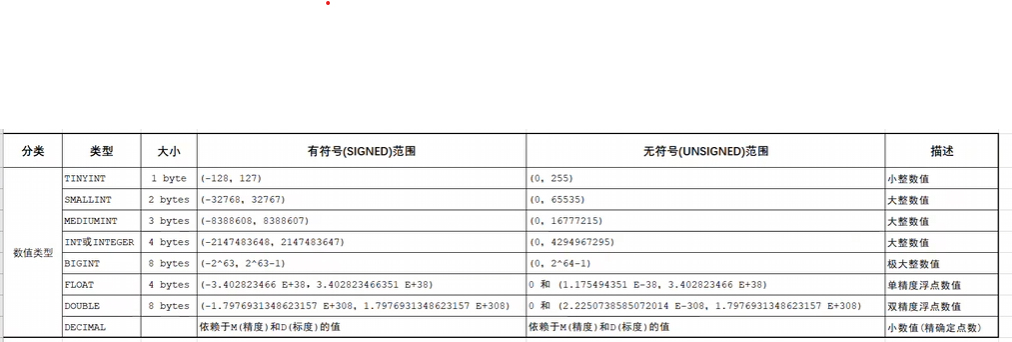 分类 类型 大小 有符号(SIGNED)范围 无符号(UNSIGNED)范围 描述
TINYINT 1 byte (-128, 127) (0, 255) 小整数值
SMALLINT 2 bytes (-32768, 32767) (0, 65535) 大整数值
MEDIUMINT 3 bytes (-8388608, 8388607) (0, 16777215) 大整数值
INT或INTEGER 4 bytes (-2147483648, 2147483647) (0, 4294967295) 大整数值
数值类型 BIGINT 8 bytes (-2^63, 2^63-1) (0, 2^64-1) 极大整数值
FLOAT 4 bytes (-3.402823466 E+38, 3.402823466351 E+38) 0 和 (1.175494351 E-38, 3.402823466 E+38) 单精度浮点数值
DOUBLE 8 bytes (-1.7976931348623157 E+308, 1.7976931348623157 E+308) 0 和 (2.2250738585072014 E-308, 1.7976931348623157 E+308) 双精度浮点数值
DECIMAL 依赖于M(精度)和D(标度)的值 依赖于M(精度)和D(标度)的值 小数值(精确定点数)